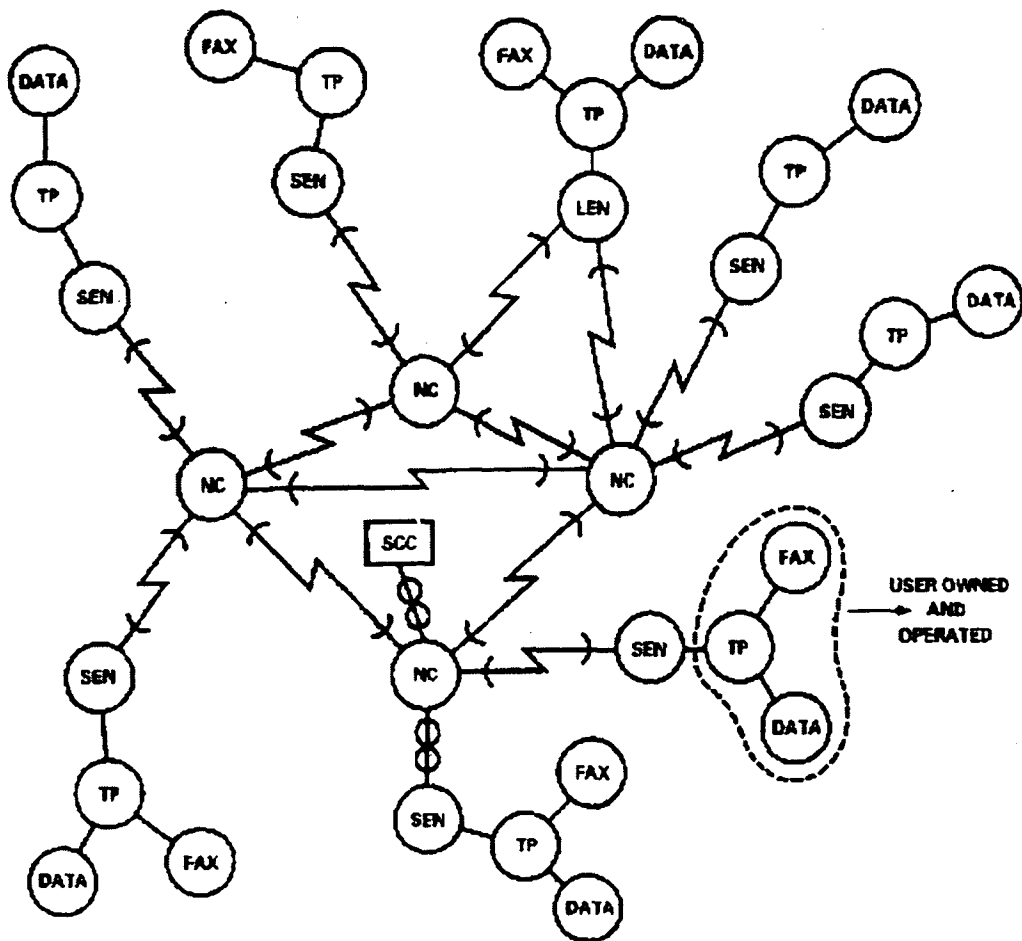 FAX
DATA
TP
FAX
DATA
TP
DATA
TP
SEN
LEN
TP
SEN
SEN
DATA
TP
NC
SEN
NC
NC
SCC
FAX
USER OWNED
AND
OPERATED
SEN
TP
NC
SEN
DATA
FAX
TP
SEN
TP
FAX
DATA
DATA